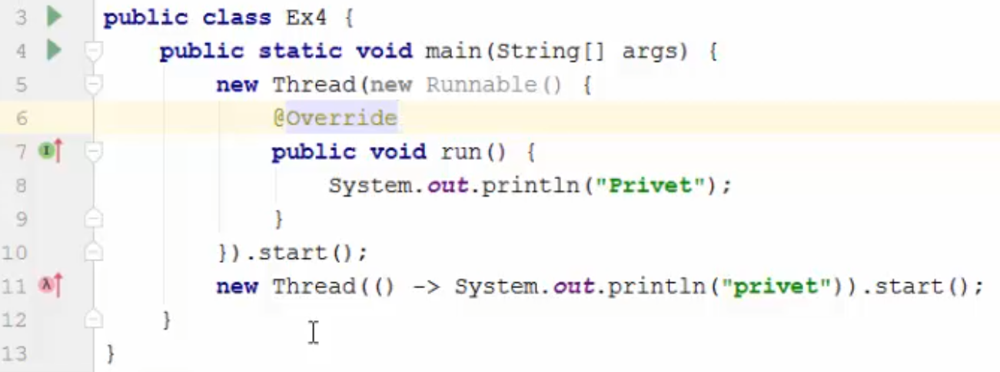 3 public class Ex4 {
4 public static void main(String[] args) {
5 new Thread(new Runnable() {
6 @Override
7 public void run() {
8 System.out.println("Privet");
9 }
10 }).start();
11 new Thread(() -> System.out.println("privet")).start();
12 }
13 }